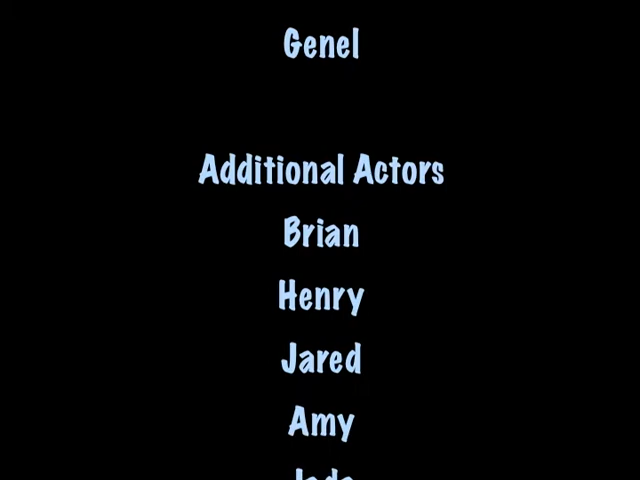 Genel
Additional Actors
Brian
Henry
Jared
Amy